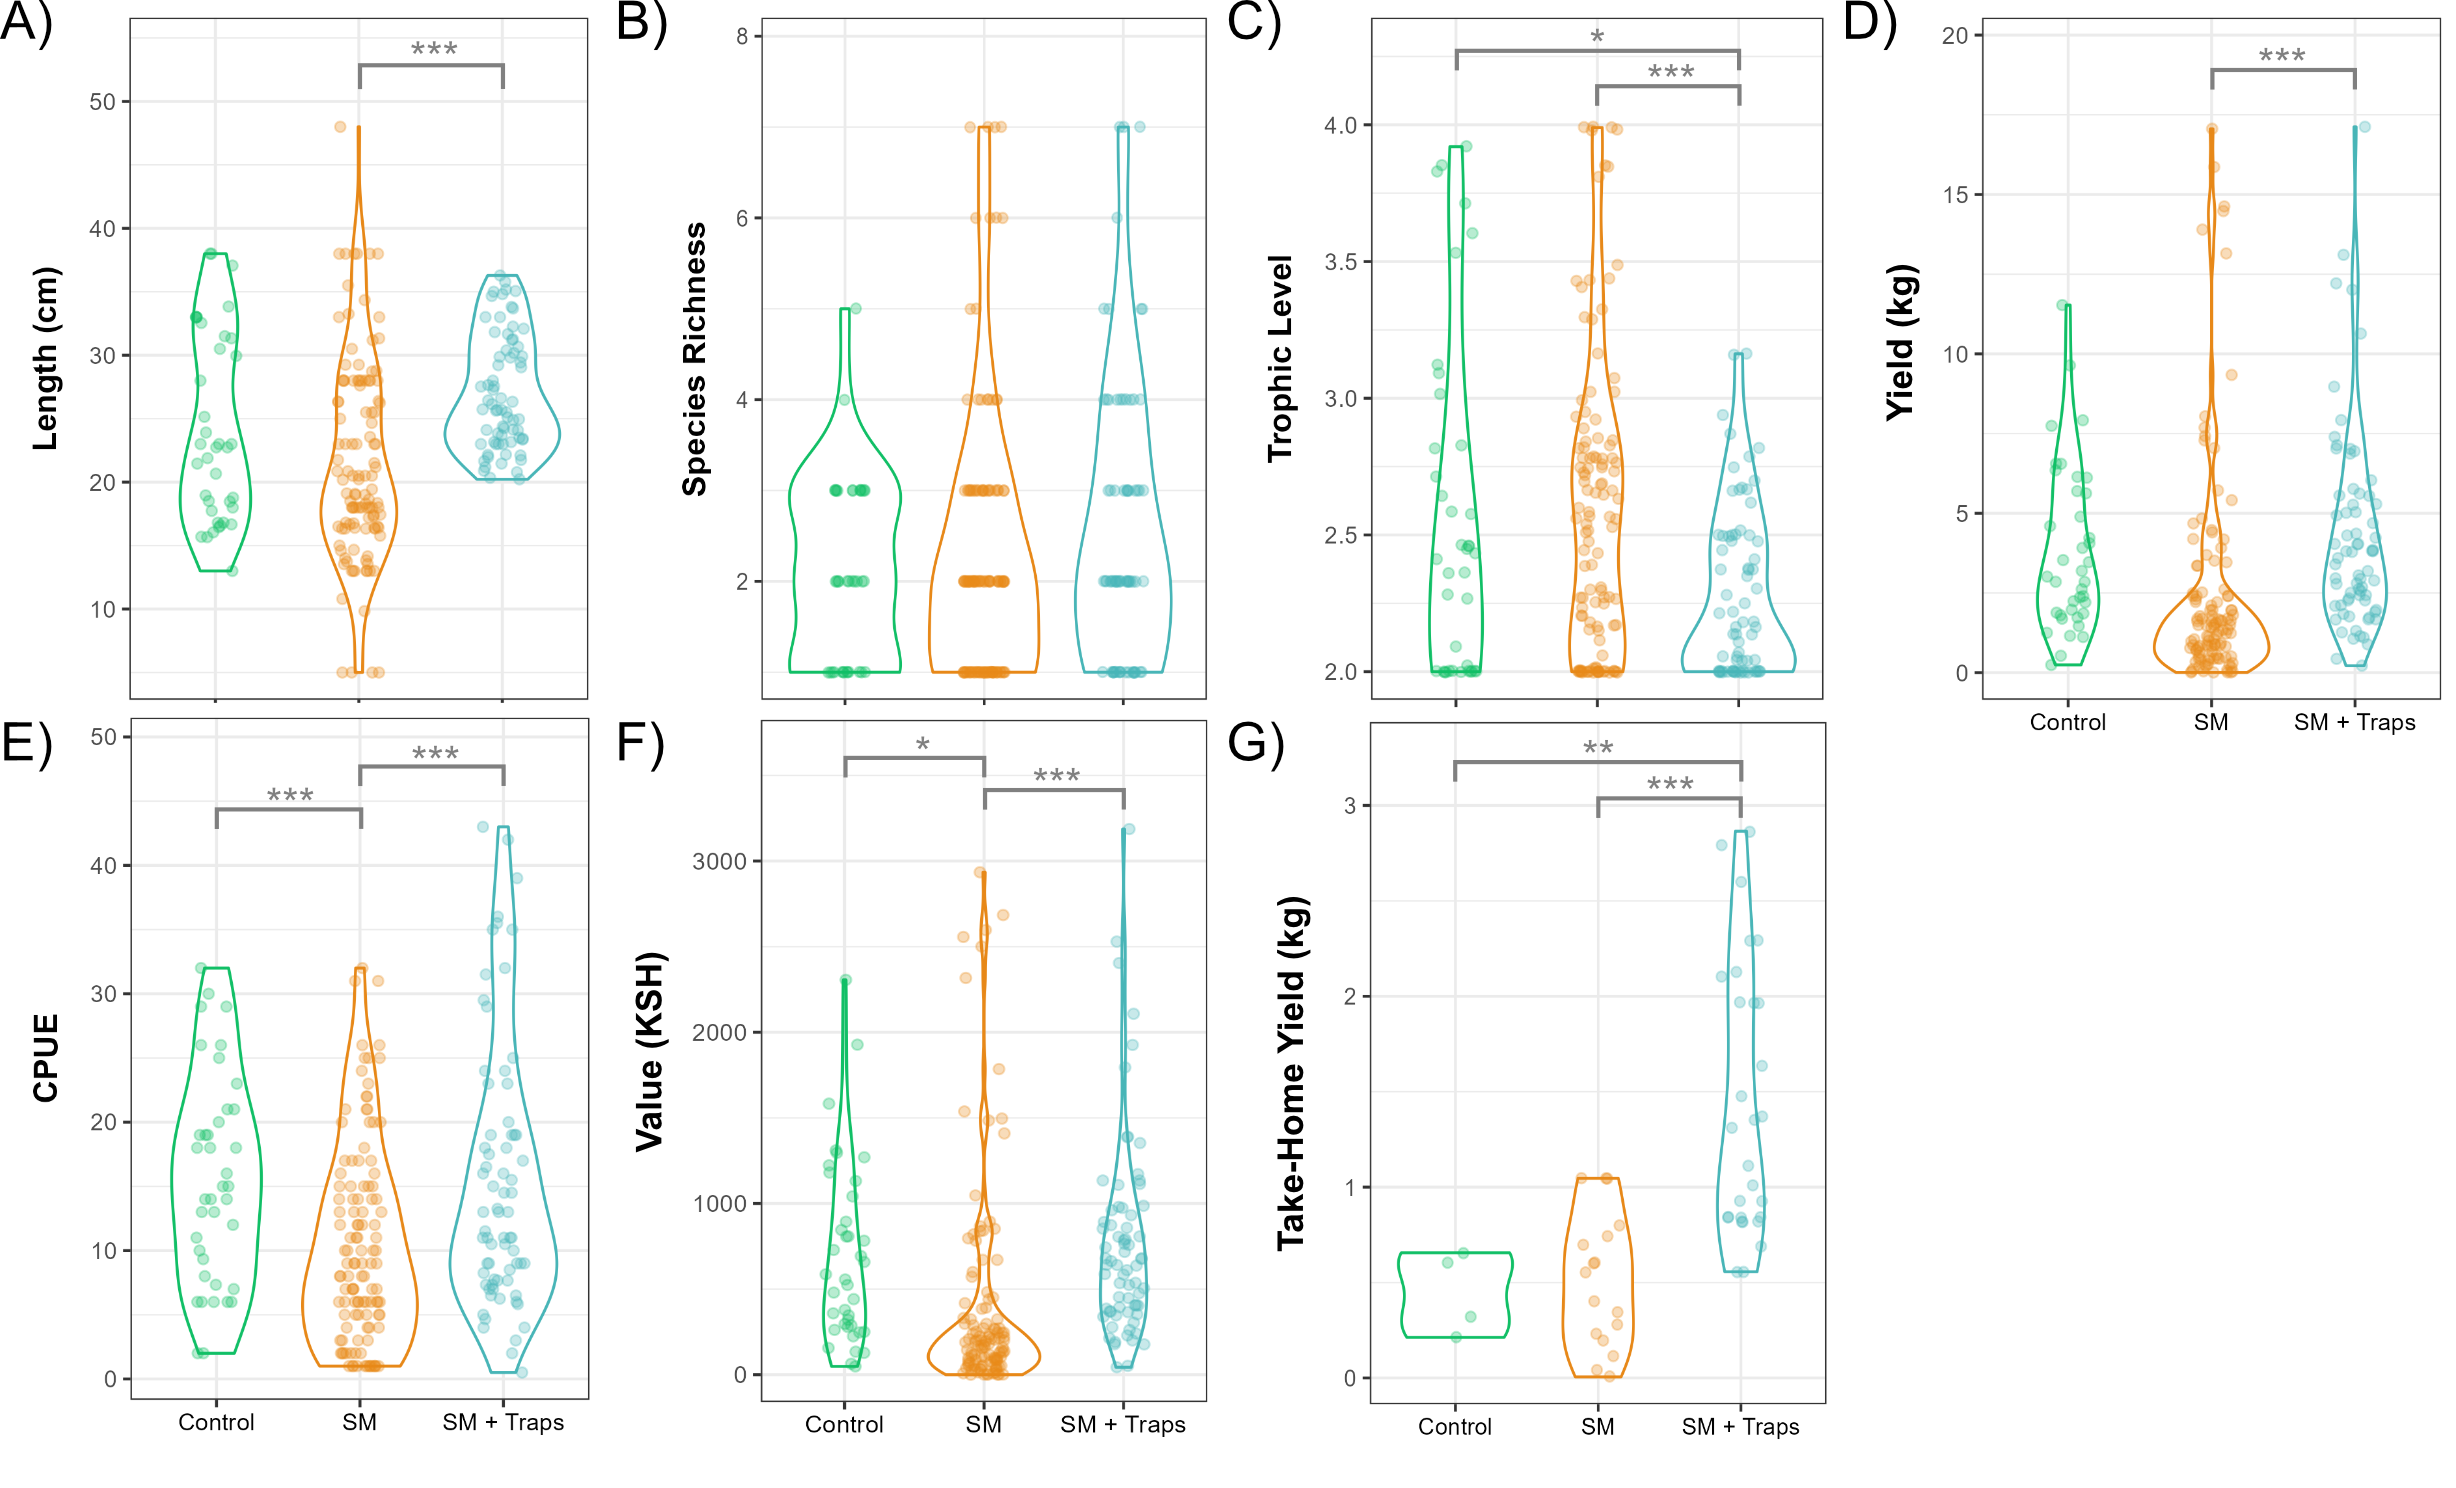 A)
Length (cm)
50
40
30
20
10
***
B)
Species Richness
8
6
4
2
C)
Trophic Level
4.0
3.5
3.0
2.5
2.0
*
***
D)
Yield (kg)
20
15
10
5
0
***
Control SM SM + Traps
E)
CPUE
50
40
30
20
10
0
***
***
Control SM SM + Traps
F)
Value (KSH)
3000
2000
1000
0
*
***
Control SM SM + Traps
G)
Take-Home Yield (kg)
3
2
1
0
**
***
Control SM SM + Traps